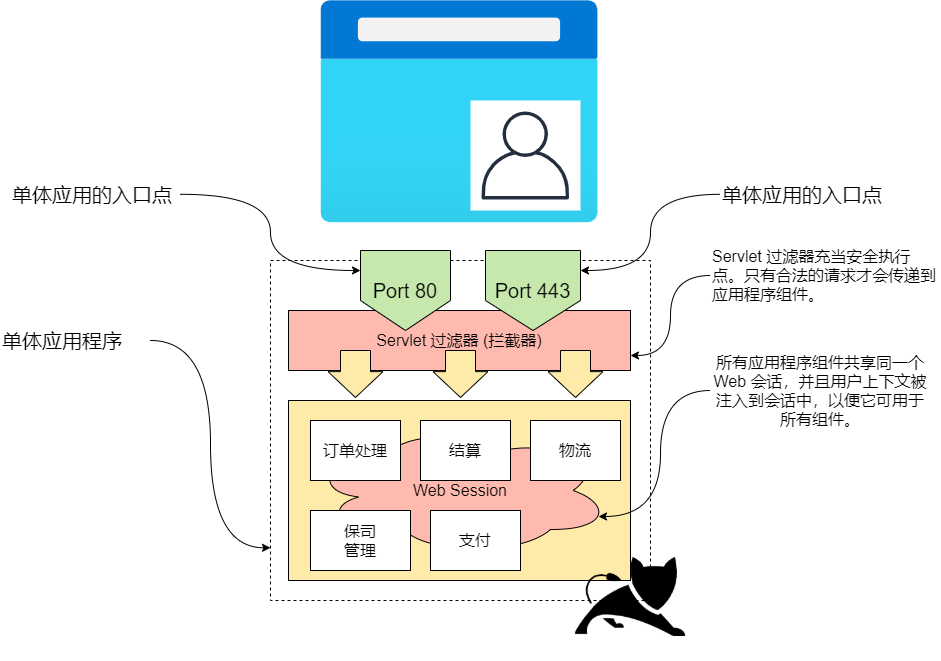 单体应用的入口点
单体应用的入口点
Port 80
Port 443
Servlet 过滤器充当安全执行
点。只有合法的请求才会传递到
应用程序组件。
单体应用程序
Servlet 过滤器 (拦截器)
所有应用程序组件共享同一个
Web 会话，并且用户上下文被
注入到会话中，以便它可用于
所有组件。
订单处理
结算
物流
Web Session
保司
管理
支付